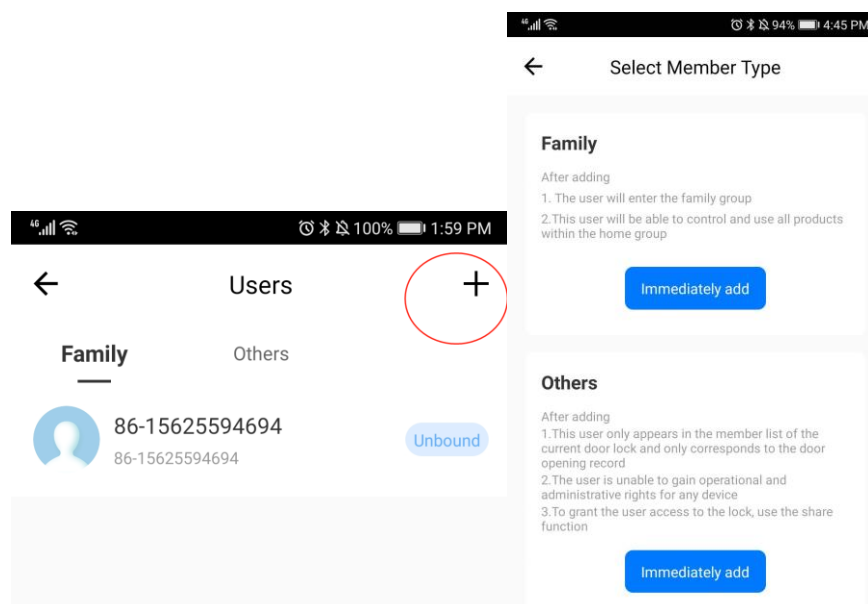 46
100% 1:59 PM
Users
Family Others
86-15625594694
86-15625594694
Unbound
46
94% 4:45 PM
Select Member Type
Family
After adding
1. The user will enter the family group
2.This user will be able to control and use all products
within the home group
Immediately add
Others
After adding
1.This user only appears in the member list of the
current door lock and only corresponds to the door
opening record
2.The user is unable to gain operational and
administrative rights for any device
3.To grant the user access to the lock, use the share
function
Immediately add